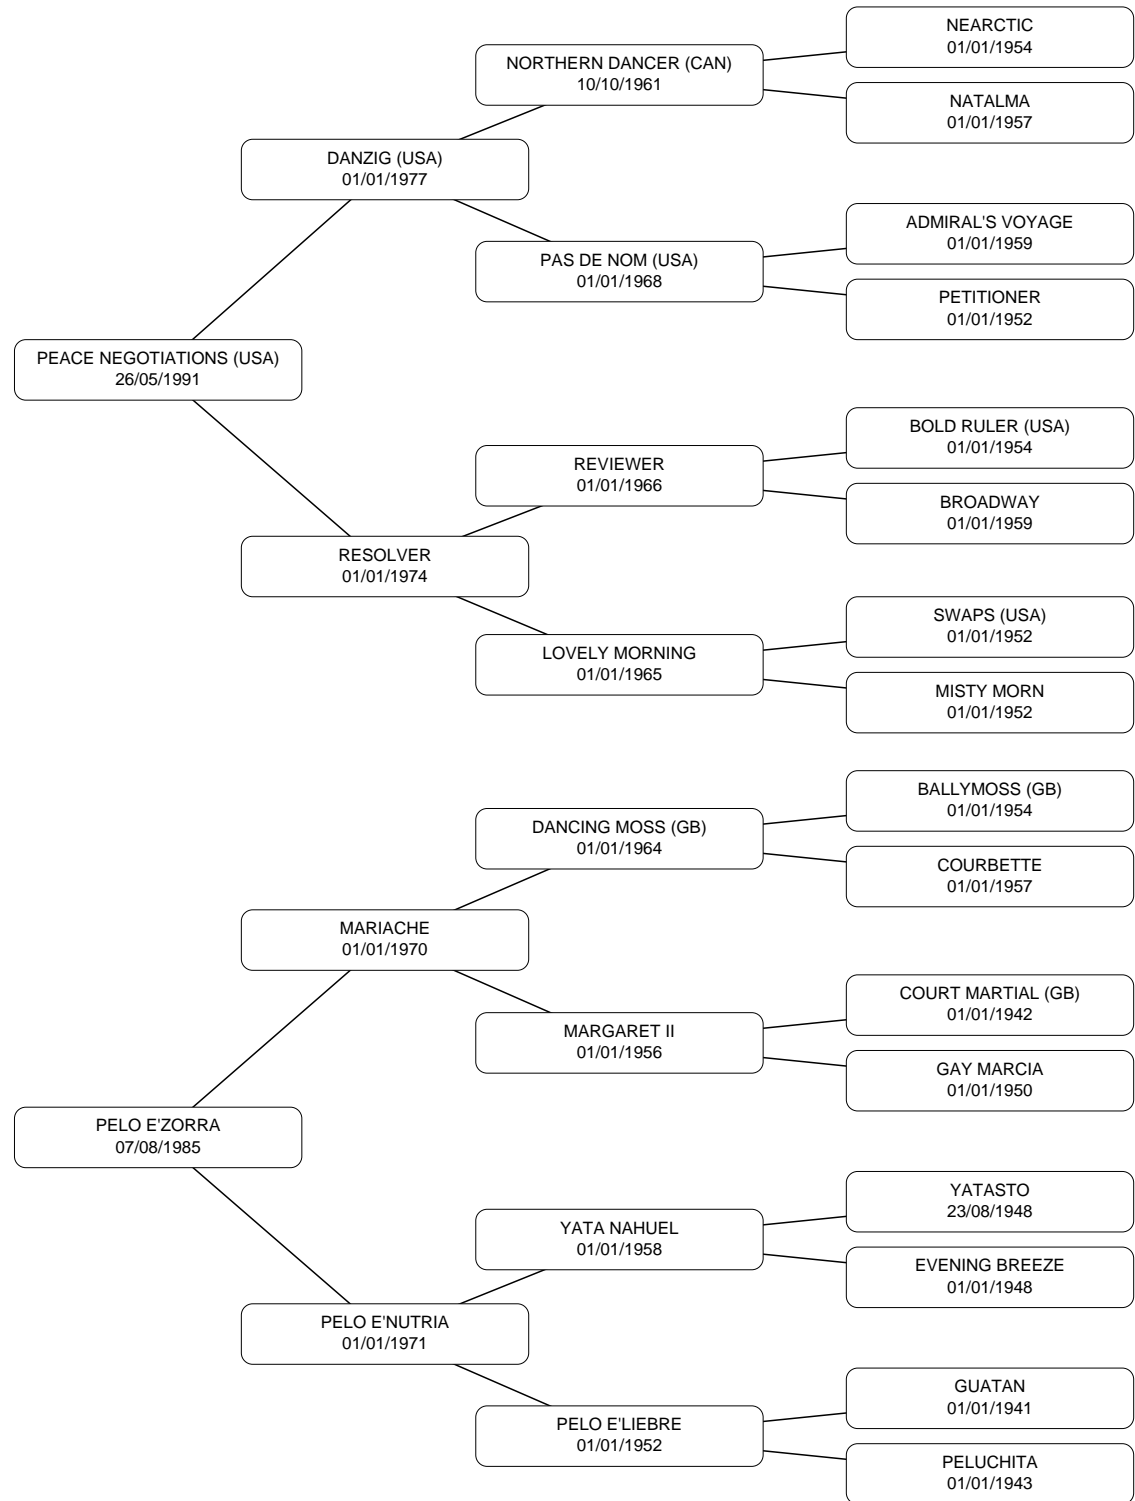 NEARCTIC
01/01/1954
NORTHERN DANCER (CAN)
10/10/1961
NATALMA
01/01/1957
DANZIG (USA)
01/01/1977
ADMIRAL'S VOYAGE
01/01/1959
PAS DE NOM (USA)
01/01/1968
PETITIONER
01/01/1952
PEACE NEGOTIATIONS (USA)
26/05/1991
BOLD RULER (USA)
01/01/1954
REVIEWER
01/01/1966
BROADWAY
01/01/1959
RESOLVER
01/01/1974
SWAPS (USA)
01/01/1952
LOVELY MORNING
01/01/1965
MISTY MORN
01/01/1952
BALLYMOSS (GB)
01/01/1954
DANCING MOSS (GB)
01/01/1964
COURBETTE
01/01/1957
MARIACHE
01/01/1970
COURT MARTIAL (GB)
01/01/1942
MARGARET II
01/01/1956
GAY MARCIA
01/01/1950
PELO E'ZORRA
07/08/1985
YATASTO
23/08/1948
YATA NAHUEL
01/01/1958
EVENING BREEZE
01/01/1948
PELO E'NUTRIA
01/01/1971
GUATAN
01/01/1941
PELO E'LIEBRE
01/01/1952
PELUCHITA
01/01/1943